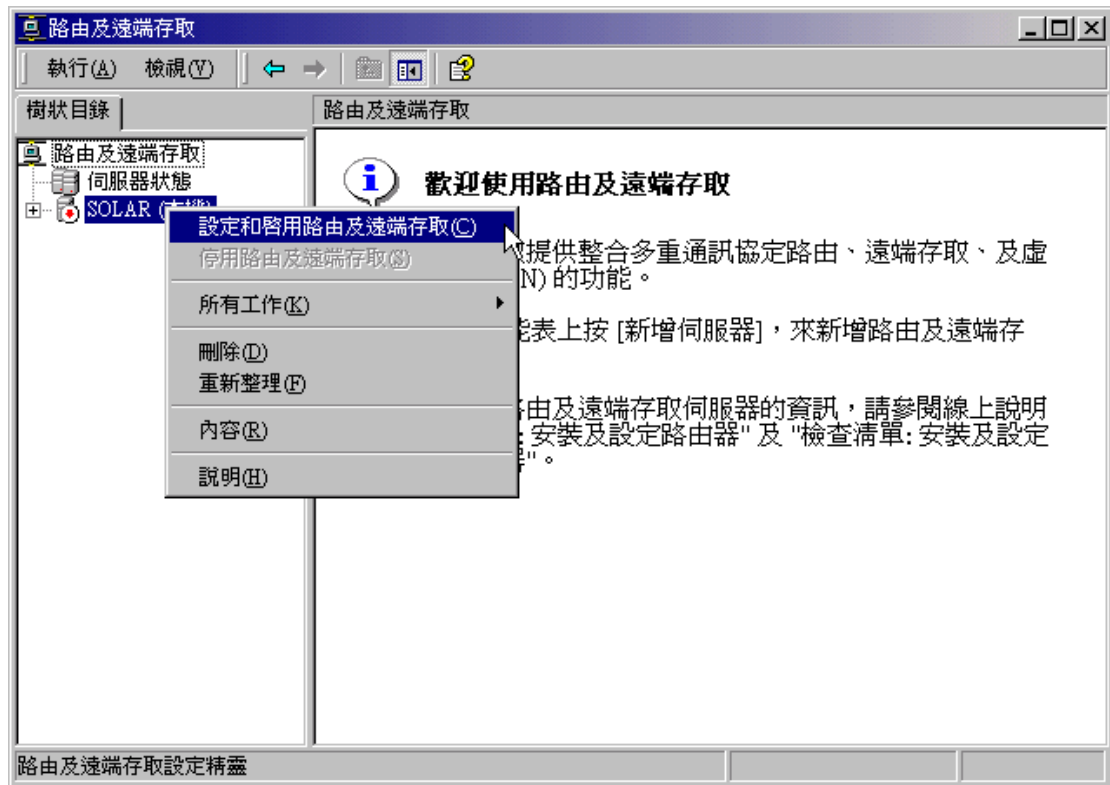 路由及遠端存取
執行(A) 檢視(V)
樹狀目錄
路由及遠端存取
路由及遠端存取
伺服器狀態
SOLAR (本機)
設定和啓用路由及遠端存取(C)
停用路由及遠端存取(S)
所有工作(K)
刪除(D)
重新整理(F)
內容(R)
說明(H)
歡迎使用路由及遠端存取
提供整合多重通訊協定路由、遠端存取、及虛
N) 的功能。
表上按 [新增伺服器],來新增路由及遠端存
由及遠端存取伺服器的資訊,請參閱線上說明
: 安裝及設定路由器" 及 "檢查清單: 安裝及設定
"。
路由及遠端存取設定精靈